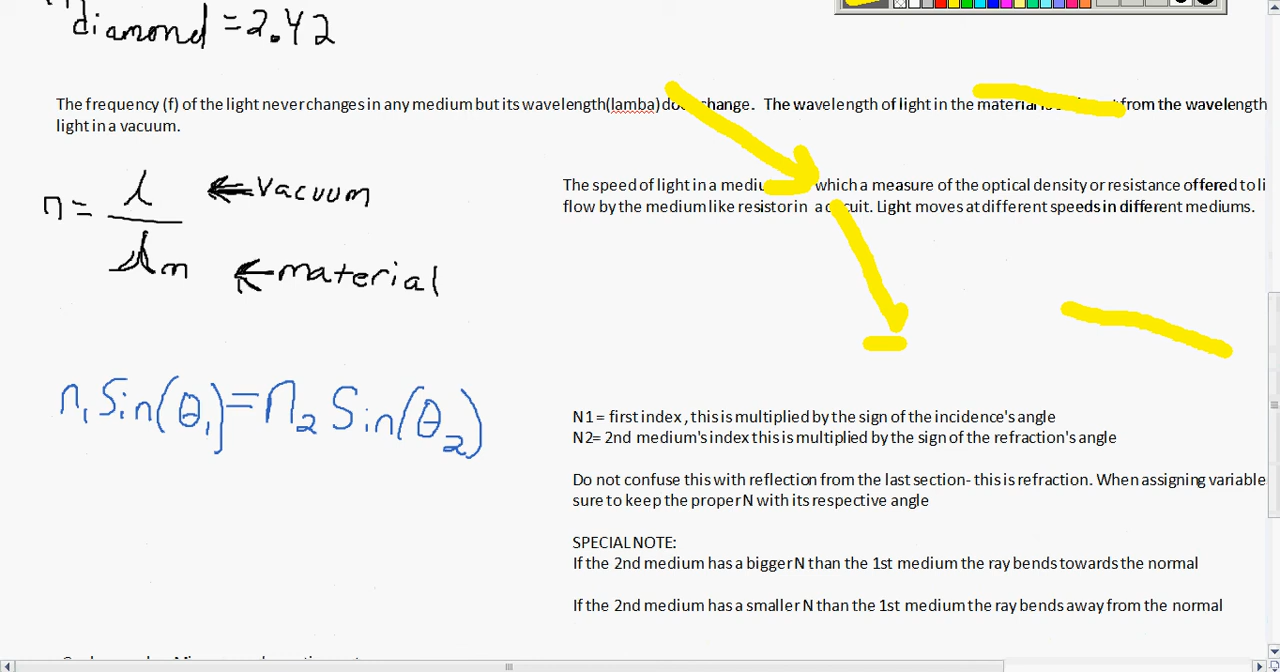 diamond = 2.42
The frequency (f) of the light never changes in any medium but its wavelength(lamba) does change. The wavelength of light in the material is from the wavelength
light in a vacuum.
n = λ ← Vacuum
λm ← material
The speed of light in a medium which a measure of the optical density or resistance offered to li
flow by the medium like resistor in a circuit. Light moves at different speeds in different mediums.
n₁ Sin(θ₁) = n₂ Sin(θ₂)
N1 = first index , this is multiplied by the sign of the incidence's angle
N2= 2nd medium's index this is multiplied by the sign of the refraction's angle
Do not confuse this with reflection from the last section- this is refraction. When assigning variable
sure to keep the proper N with its respective angle
SPECIAL NOTE:
If the 2nd medium has a bigger N than the 1st medium the ray bends towards the normal
If the 2nd medium has a smaller N than the 1st medium the ray bends away from the normal